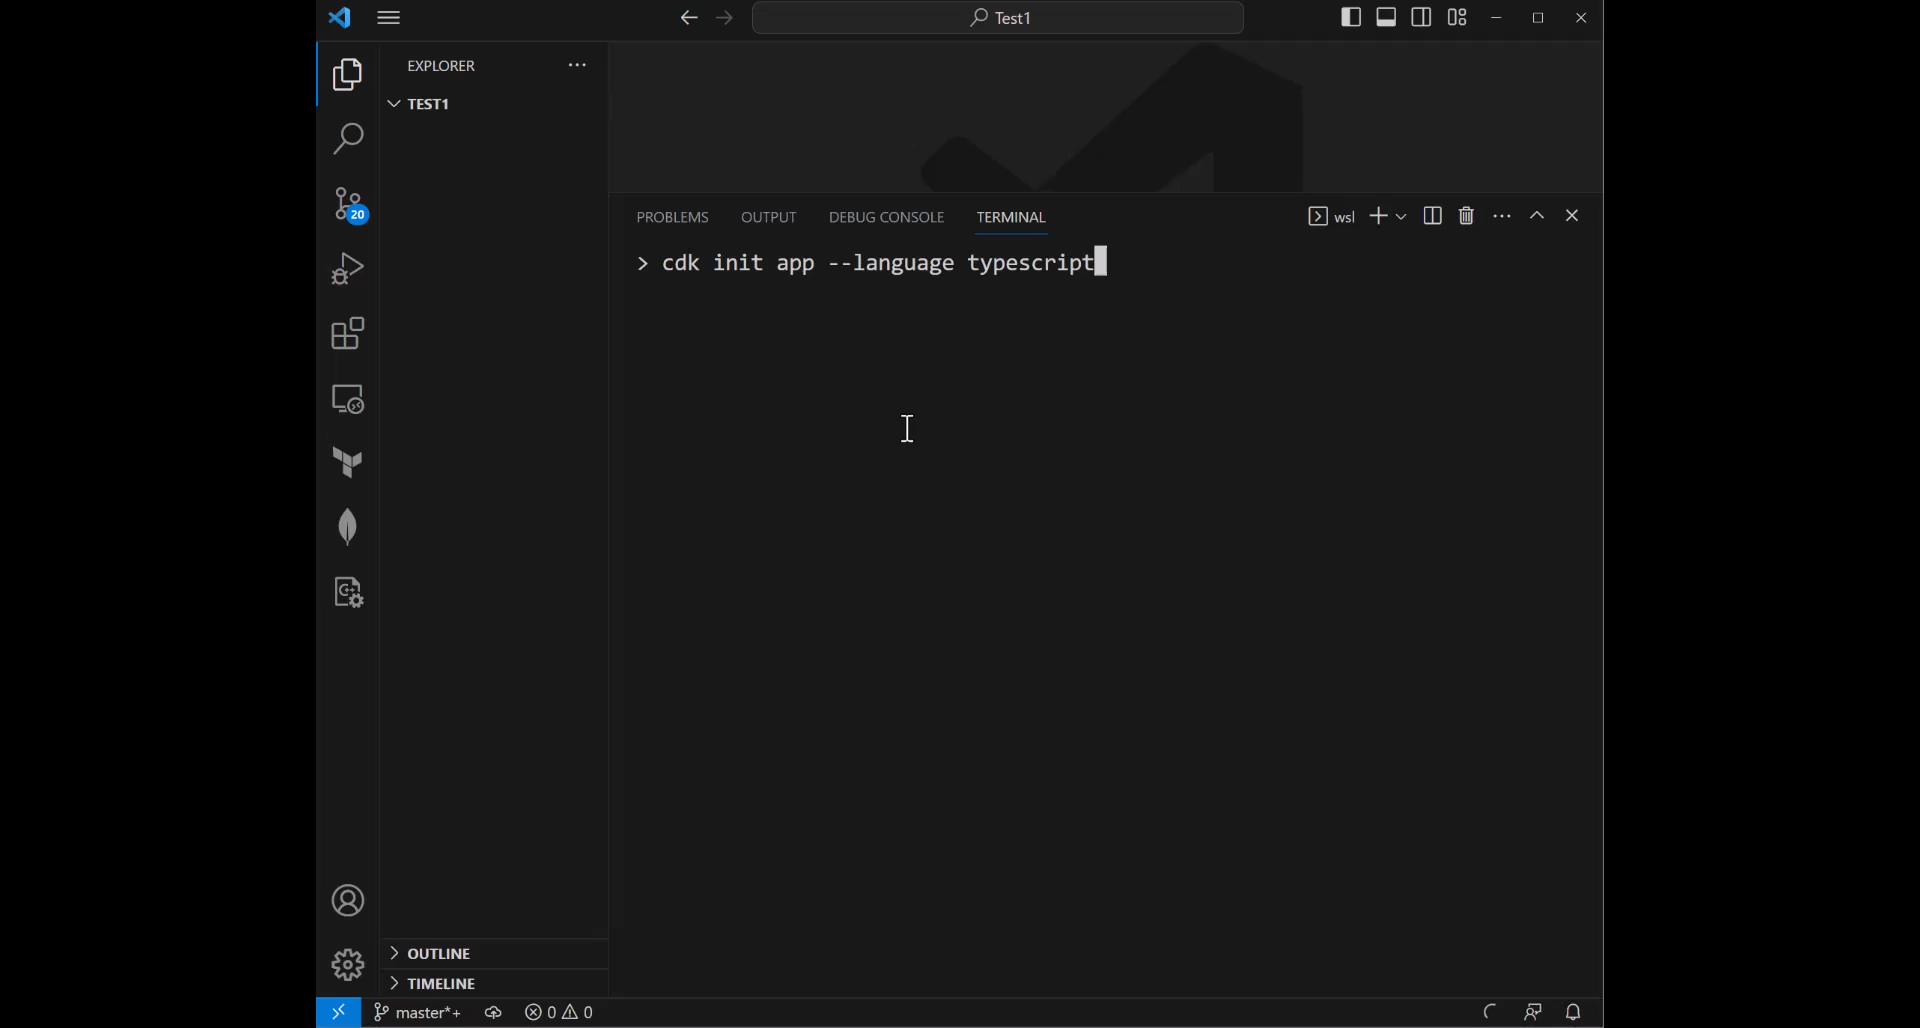 Test1
EXPLORER
TEST1
20
PROBLEMS OUTPUT DEBUG CONSOLE TERMINAL wsl
> cdk init app --language typescript
OUTLINE
TIMELINE
master*+ 0 0